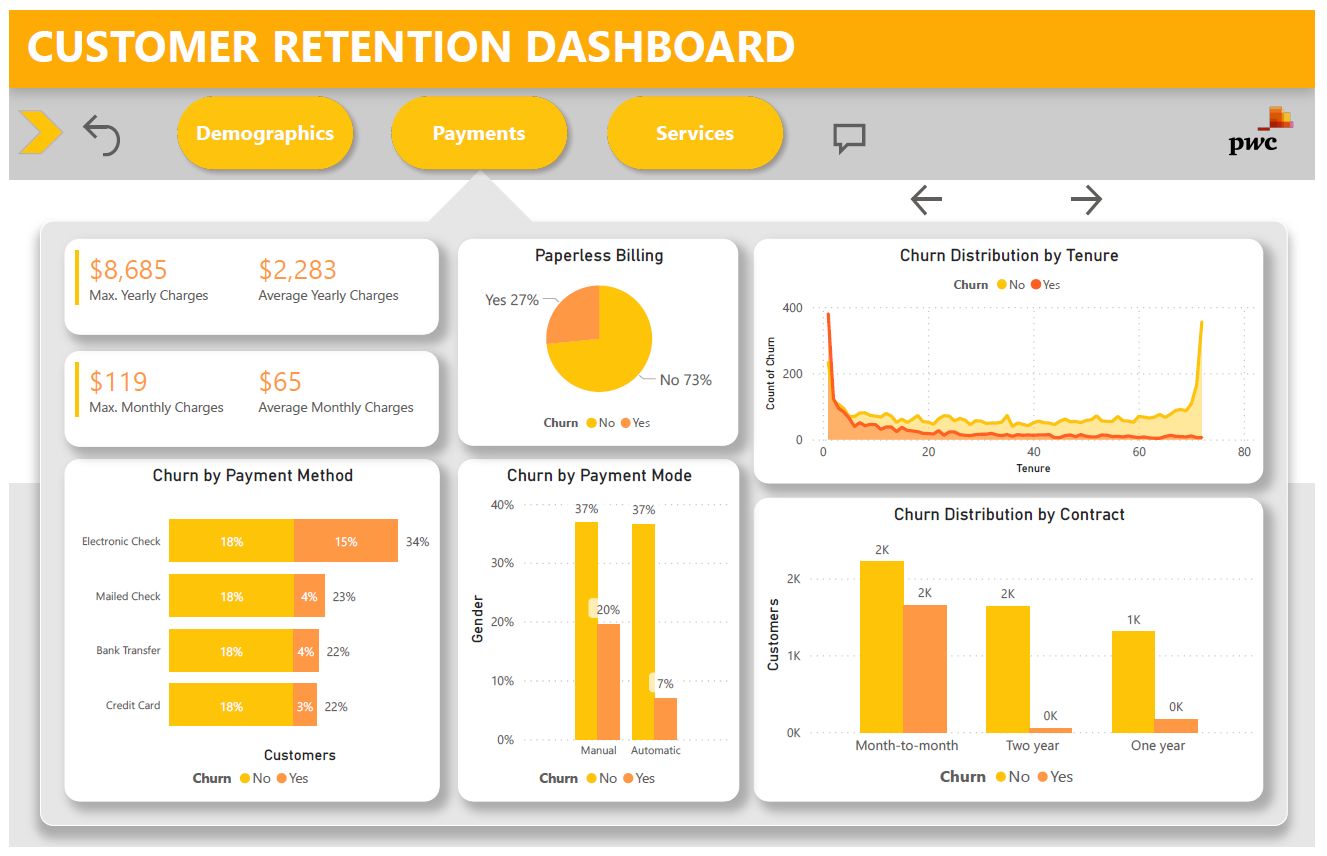 CUSTOMER RETENTION DASHBOARD
Demographics
Payments
Services
pwc
$8,685
Max. Yearly Charges
$2,283
Average Yearly Charges
$119
Max. Monthly Charges
$65
Average Monthly Charges
Paperless Billing
Yes 27%
No 73%
Churn No Yes
Churn Distribution by Tenure
Churn No Yes
Count of Churn
400
200
0
0 20 40 60 80
Tenure
Churn by Payment Method
Electronic Check 18% 15% 34%
Mailed Check 18% 4% 23%
Bank Transfer 18% 4% 22%
Credit Card 18% 3% 22%
Customers
Churn No Yes
Churn by Payment Mode
Gender
40%
30%
20%
10%
0%
37% 20% 37% 7%
Manual Automatic
Churn No Yes
Churn Distribution by Contract
Customers
2K
1K
0K
2K 2K 2K 0K 1K 0K
Month-to-month Two year One year
Churn No Yes